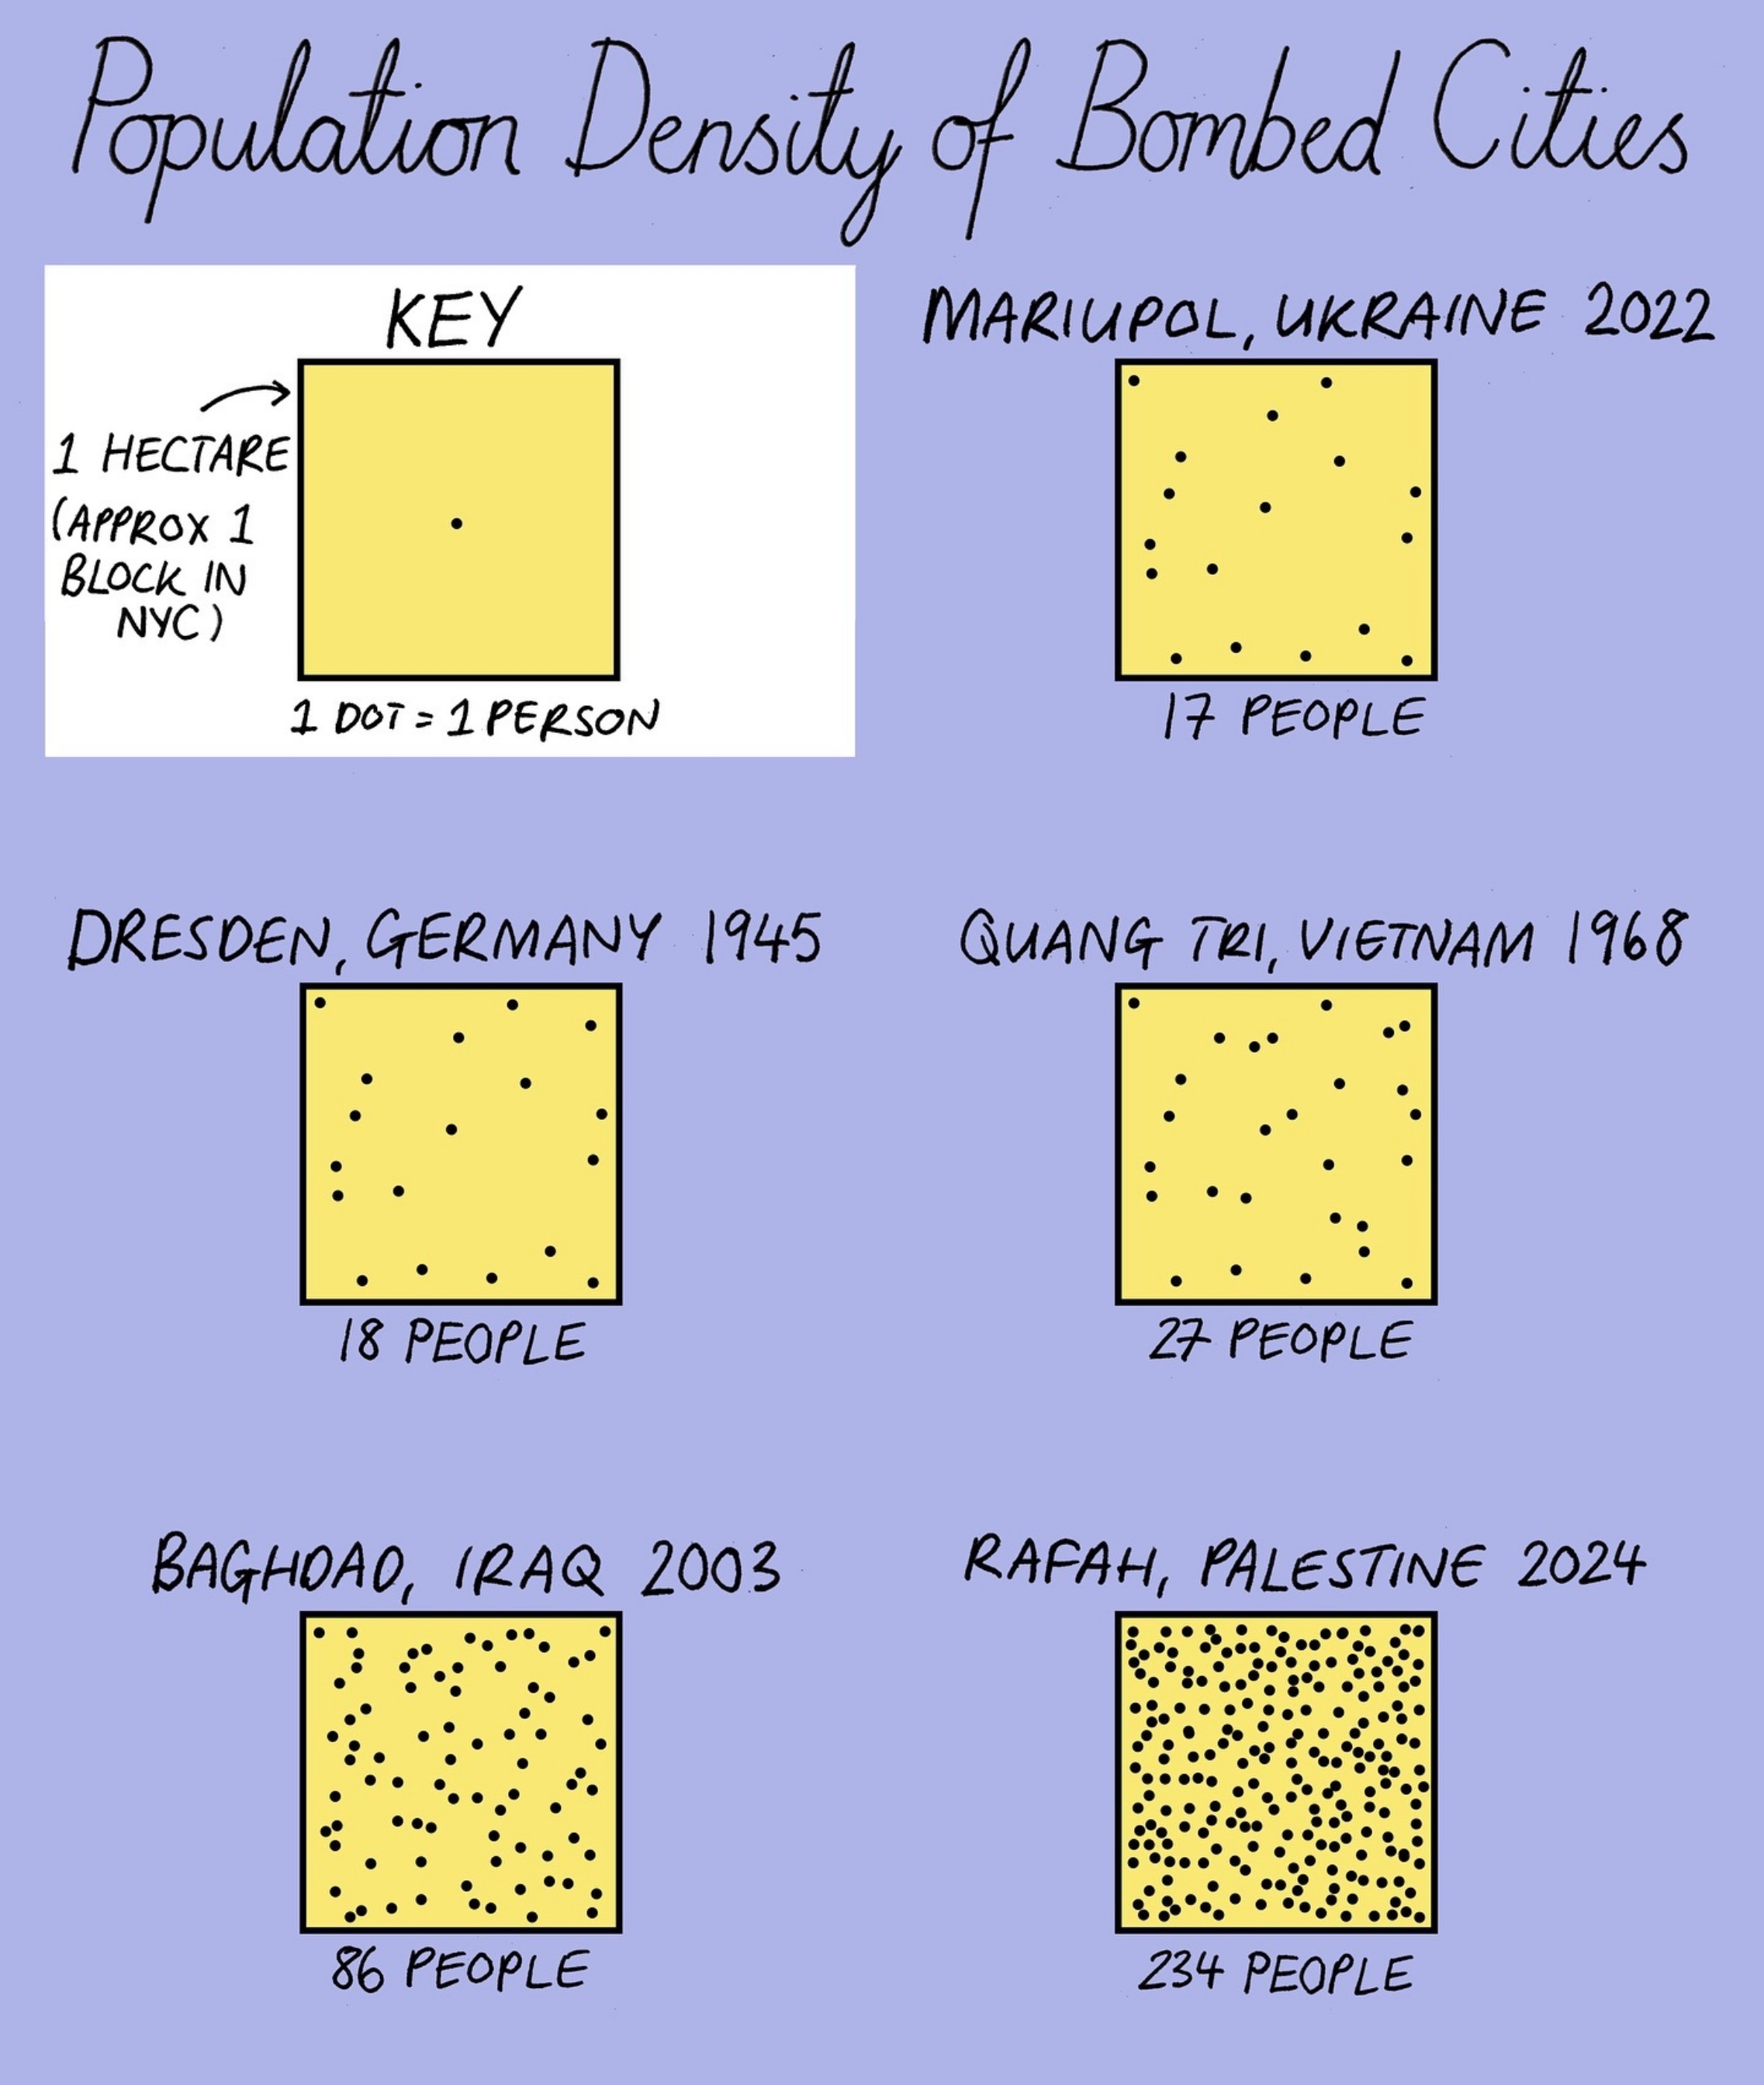 Population Density of Bombed Cities
KEY
1 HECTARE
(APPROX 1
BLOCK IN
NYC)
1 DOT = 1 PERSON
MARIUPOL, UKRAINE 2022
17 PEOPLE
DRESDEN, GERMANY 1945
18 PEOPLE
QUANG TRI, VIETNAM 1968
27 PEOPLE
BAGHDAD, IRAQ 2003
86 PEOPLE
RAFAH, PALESTINE 2024
234 PEOPLE